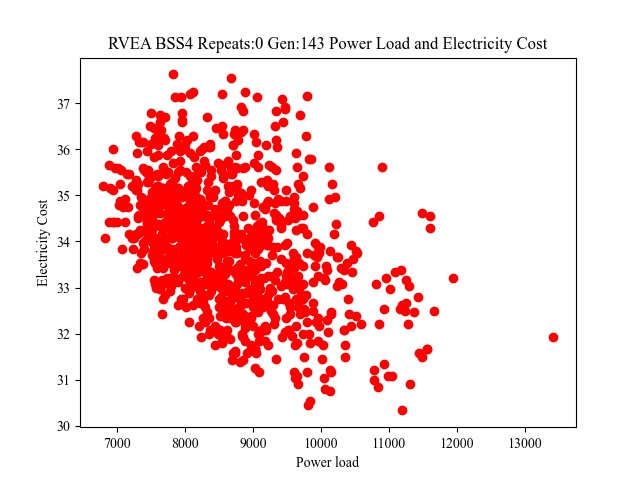 RVEA BSS4 Repeats:0 Gen:143 Power Load and Electricity Cost
37
36
35
34
33
32
31
30
Electricity Cost
7000 8000 9000 10000 11000 12000 13000
Power load